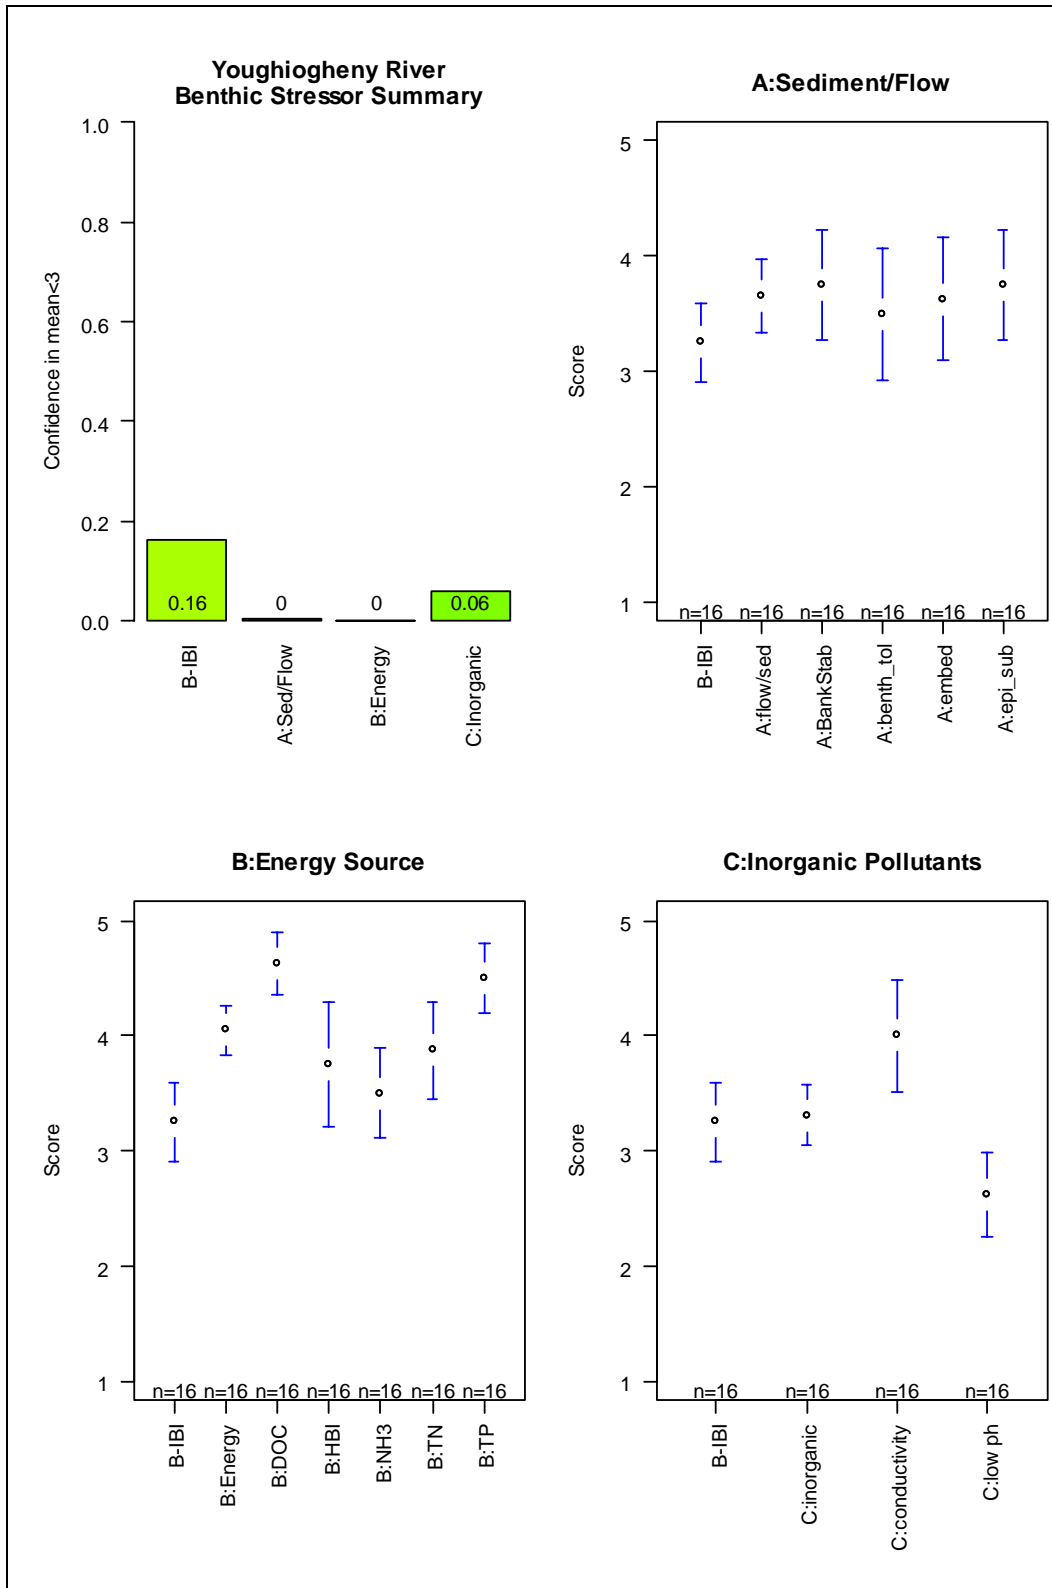 Youghiogheny River
Benthic Stressor Summary
Confidence in mean<3
1.0
0.8
0.6
0.4
0.2
0.0
0.16
0
0
0.06
B-IBI
A:Sed/Flow
B:Energy
C:Inorganic
A:Sediment/Flow
Score
5
4
3
2
1
n=16 n=16 n=16 n=16 n=16 n=16
B-IBI
A:flow/sed
A:BankStab
A:benth_tol
A:embed
A:epi_sub
B:Energy Source
Score
5
4
3
2
1
n=16 n=16 n=16 n=16 n=16 n=16 n=16
B-IBI
B:Energy
B:DOC
B:HBI
B:NH3
B:TN
B:TP
C:Inorganic Pollutants
Score
5
4
3
2
1
n=16 n=16 n=16 n=16
B-IBI
C:inorganic
C:conductivity
C:low ph